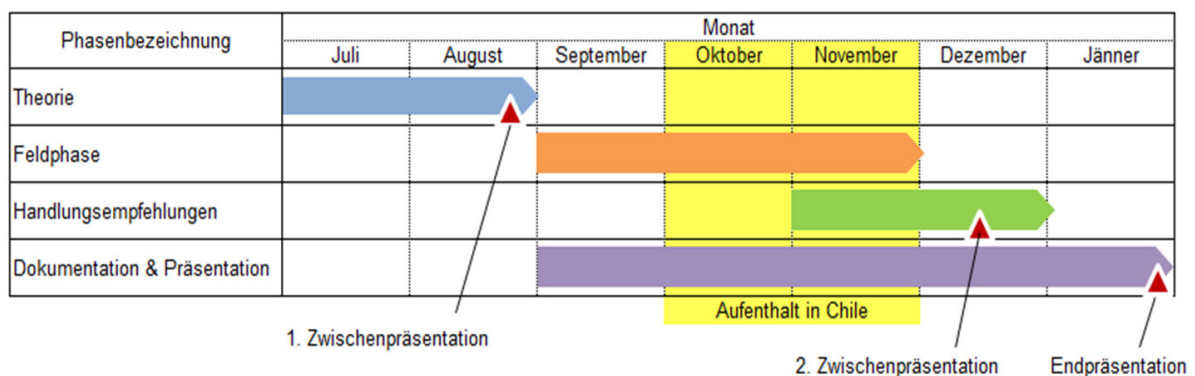 Phasenbezeichnung
Monat
Juli August September Oktober November Dezember Jänner
Theorie
Feldphase
Handlungsempfehlungen
Dokumentation & Präsentation
Aufenthalt in Chile
1. Zwischenpräsentation
2. Zwischenpräsentation Endpräsentation